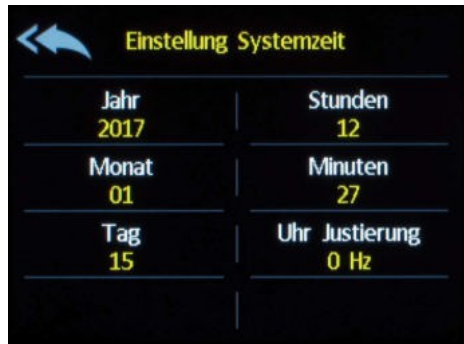 Einstellung Systemzeit
Jahr
2017
Stunden
12
Monat
01
Minuten
27
Tag
15
Uhr Justierung
0 Hz